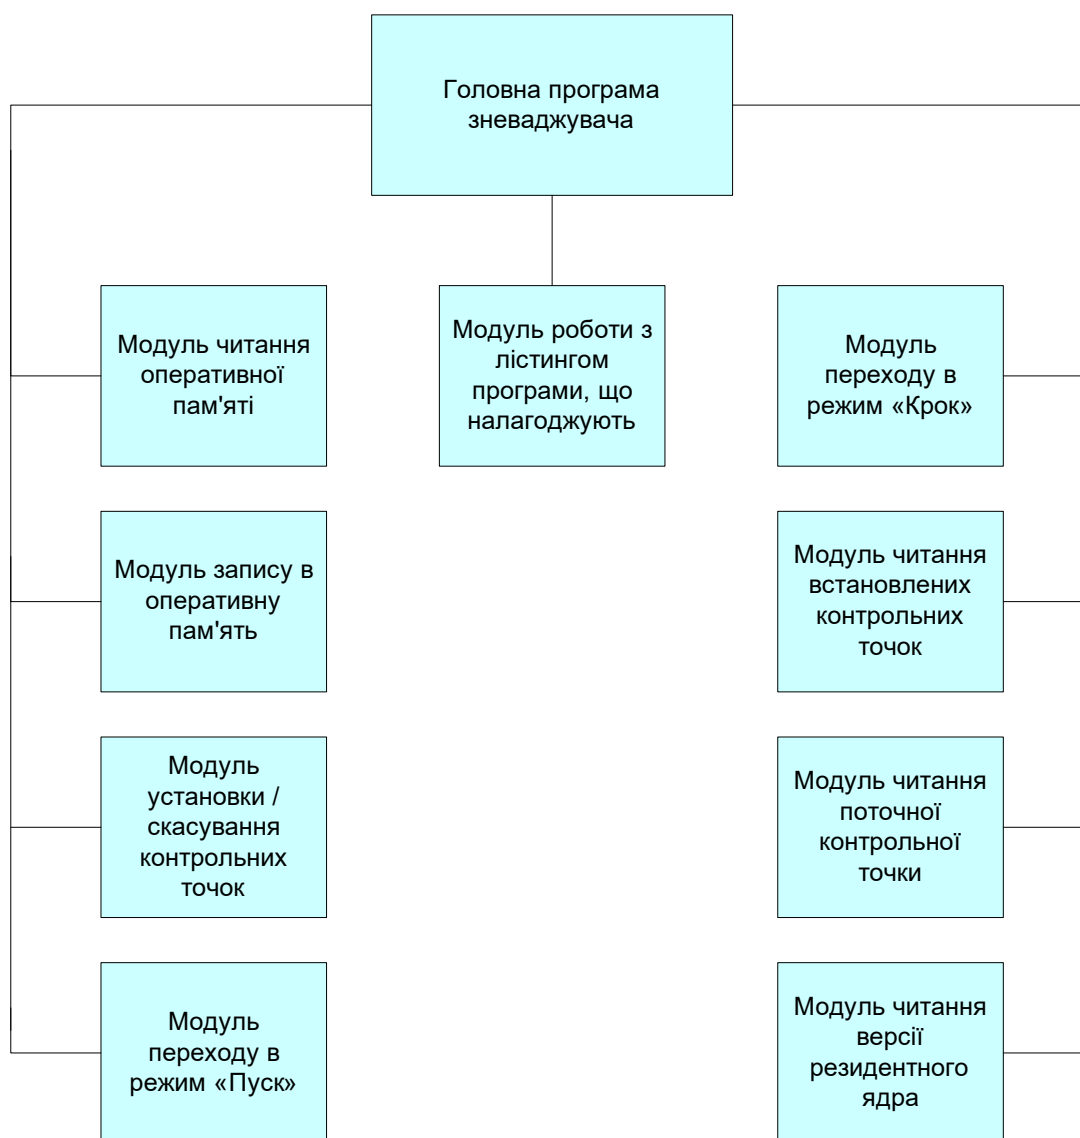 Головна програма
зневаджувача
Модуль читання
оперативної
пам'яті
Модуль роботи з
лістингом
програми, що
налагоджують
Модуль
переходу в
режим «Крок»
Модуль запису в
оперативну
пам'ять
Модуль читання
встановлених
контрольних
точок
Модуль
установки /
скасування
контрольних
точок
Модуль читання
поточної
контрольної
точки
Модуль
переходу в
режим «Пуск»
Модуль читання
версії
резидентного
ядра